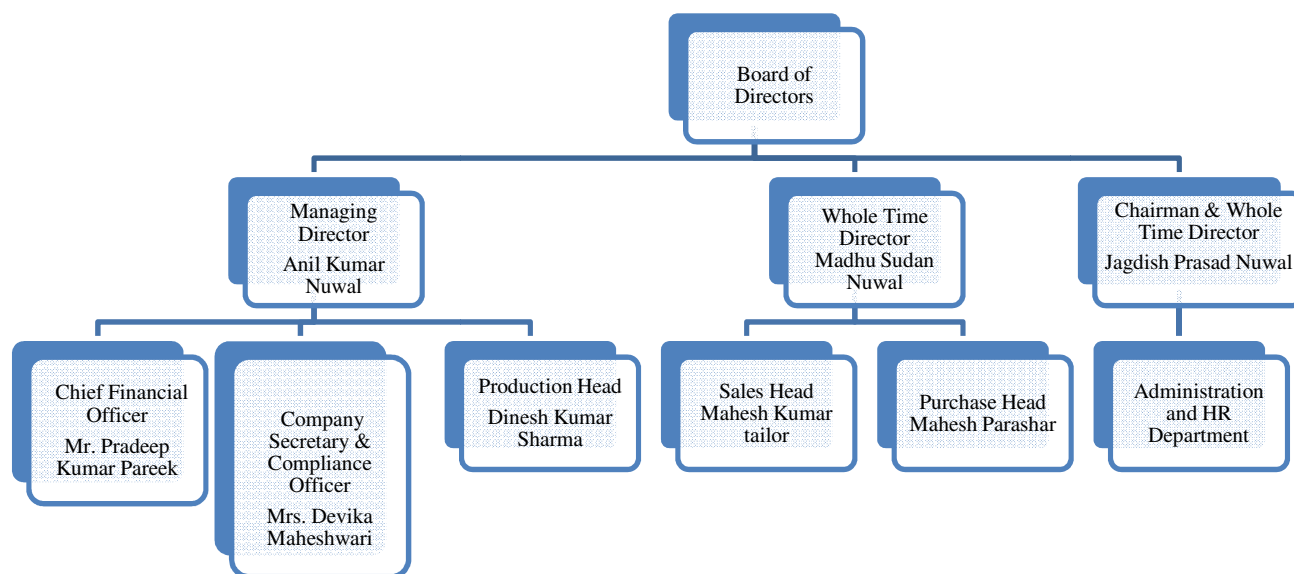 Board of
Directors
Managing
Director
Anil Kumar
Nuwal
Whole Time
Director
Madhu Sudan
Nuwal
Chairman & Whole
Time Director
Jagdish Prasad Nuwal
Chief Financial
Officer
Mr. Pradeep
Kumar Pareek
Company
Secretary &
Compliance
Officer
Mrs. Devika
Maheshwari
Production Head
Dinesh Kumar
Sharma
Sales Head
Mahesh Kumar
tailor
Purchase Head
Mahesh Parashar
Administration
and HR
Department